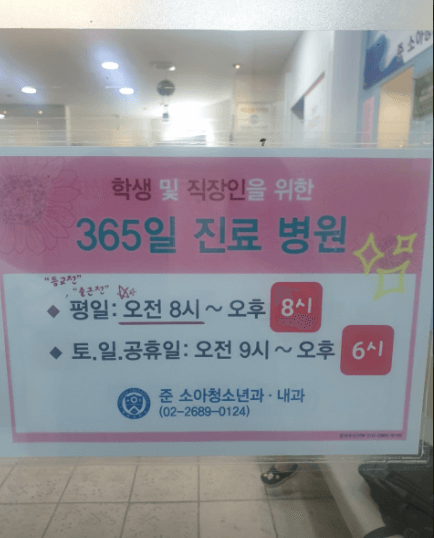 준 소
학생 및 직장인을 위한
365일 진료 병원
"등교전"
"출근전"
◆ 평일: 오전 8시 ~ 오후 8시
◆ 토.일.공휴일: 오전 9시 ~ 오후 6시
준 소아청소년과 · 내과
(02-2689-0124)